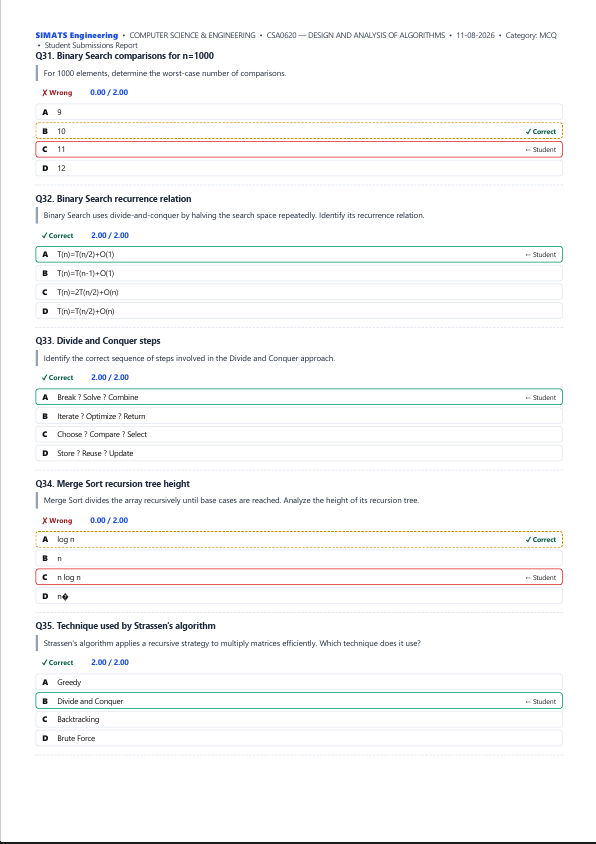 SIMATS Engineering • COMPUTER SCIENCE & ENGINEERING • CSA0620 — DESIGN AND ANALYSIS OF ALGORITHMS • 11-08-2026 • Category: MCQ
• Student Submissions Report
Q31. Binary Search comparisons for n=1000
For 1000 elements, determine the worst-case number of comparisons.
✗ Wrong 0.00 / 2.00
A 9
B 10 ✓ Correct
C 11 ← Student
D 12
Q32. Binary Search recurrence relation
Binary Search uses divide-and-conquer by halving the search space repeatedly. Identify its recurrence relation.
✓ Correct 2.00 / 2.00
A T(n)=T(n/2)+O(1) ← Student
B T(n)=T(n-1)+O(1)
C T(n)=2T(n/2)+O(n)
D T(n)=T(n/2)+O(n)
Q33. Divide and Conquer steps
Identify the correct sequence of steps involved in the Divide and Conquer approach.
✓ Correct 2.00 / 2.00
A Break ? Solve ? Combine ← Student
B Iterate ? Optimize ? Return
C Choose ? Compare ? Select
D Store ? Reuse ? Update
Q34. Merge Sort recursion tree height
Merge Sort divides the array recursively until base cases are reached. Analyze the height of its recursion tree.
✗ Wrong 0.00 / 2.00
A log n ✓ Correct
B n
C n log n ← Student
D n�
Q35. Technique used by Strassen's algorithm
Strassen's algorithm applies a recursive strategy to multiply matrices efficiently. Which technique does it use?
✓ Correct 2.00 / 2.00
A Greedy
B Divide and Conquer ← Student
C Backtracking
D Brute Force